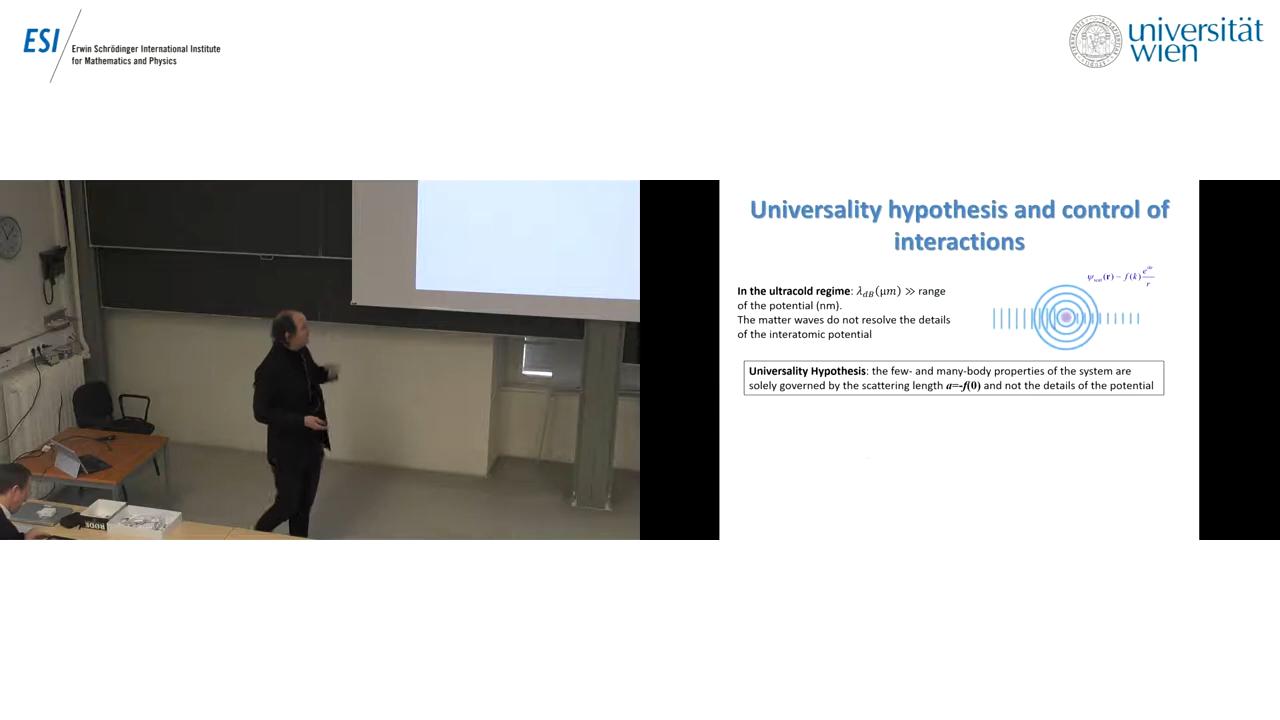 ESI
Erwin Schrödinger International Institute
for Mathematics and Physics
universität
wien
Universality hypothesis and control of
interactions
In the ultracold regime: λ_dB(μm) ≫ range
of the potential (nm).
The matter waves do not resolve the details
of the interatomic potential
Universality Hypothesis: the few- and many-body properties of the system are
solely governed by the scattering length a=-f(0) and not the details of the potential
RODE